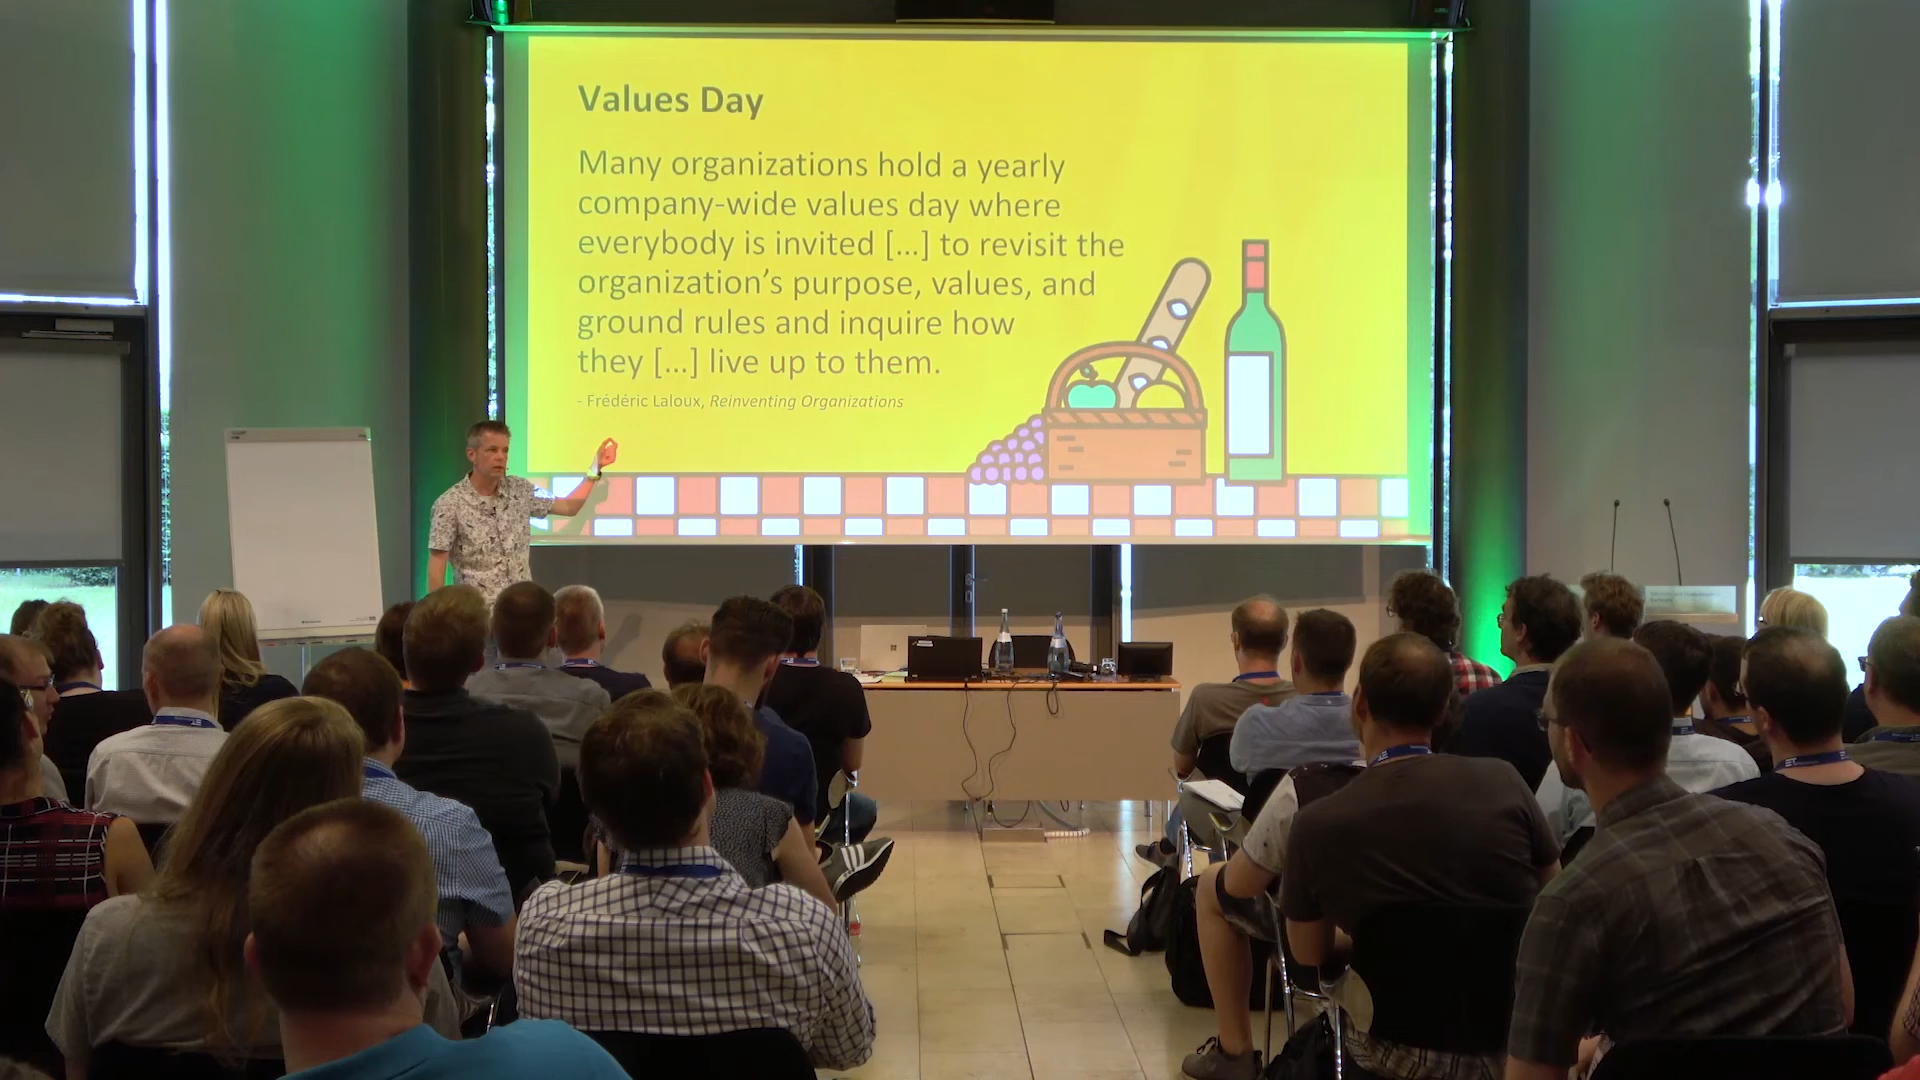 Values Day
Many organizations hold a yearly
company-wide values day where
everybody is invited [...] to revisit the
organization's purpose, values, and
ground rules and inquire how
they [...] live up to them.
- Frédéric Laloux, Reinventing Organizations